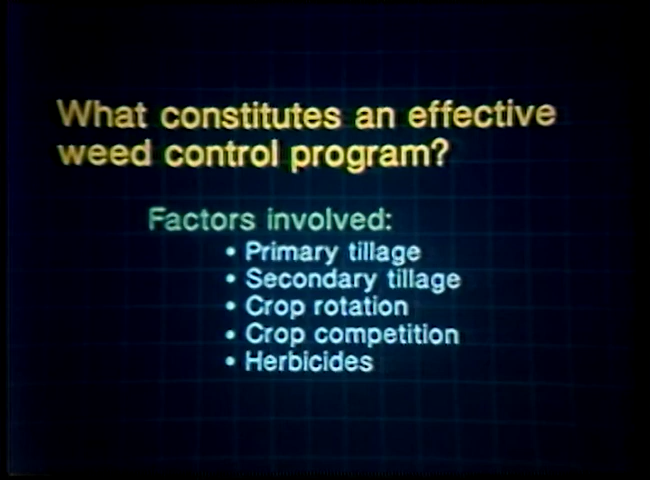 What constitutes an effective
weed control program?
Factors involved:
• Primary tillage
• Secondary tillage
• Crop rotation
• Crop competition
• Herbicides